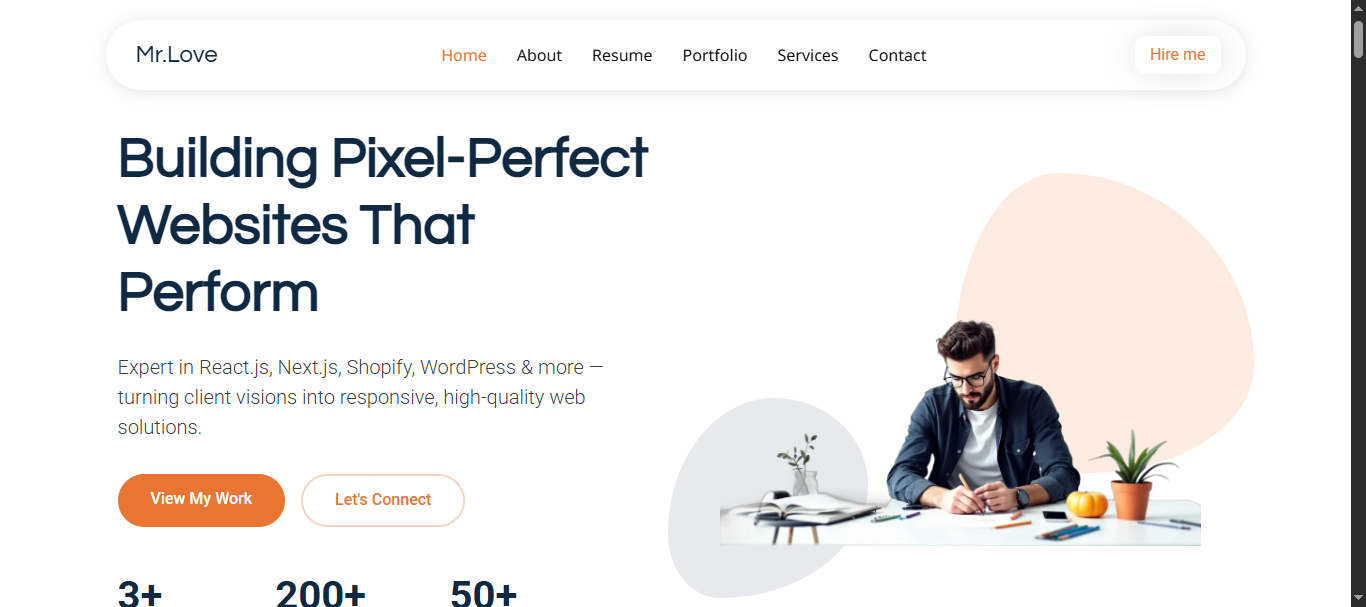 Mr.Love
Home About Resume Portfolio Services Contact
Hire me
Building Pixel-Perfect
Websites That
Perform
Expert in React.js, Next.js, Shopify, WordPress & more —
turning client visions into responsive, high-quality web
solutions.
View My Work
Let's Connect
3+ 200+ 50+